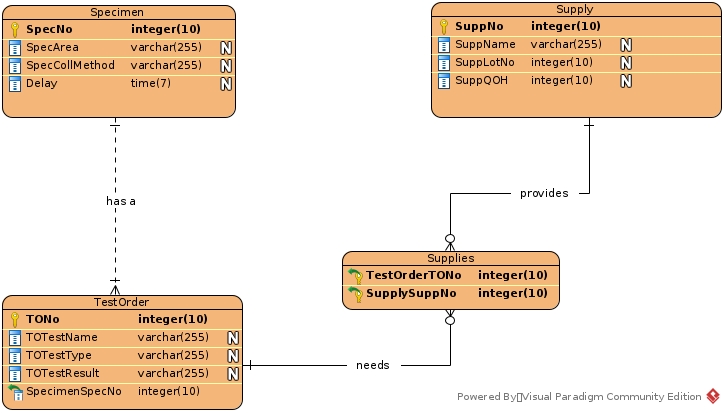 Specimen
SpecNo integer(10)
SpecArea varchar(255) N
SpecCollMethod varchar(255) N
Delay time(7) N
Supply
SuppNo integer(10)
SuppName varchar(255) N
SuppLotNo integer(10) N
SuppQOH integer(10) N
has a
provides
Supplies
TestOrderTONo integer(10)
SupplySuppNo integer(10)
TestOrder
TONo integer(10)
TOTestName varchar(255) N
TOTestType varchar(255) N
TOTestResult varchar(255) N
SpecimenSpecNo integer(10)
needs
Powered By▯Visual Paradigm Community Edition